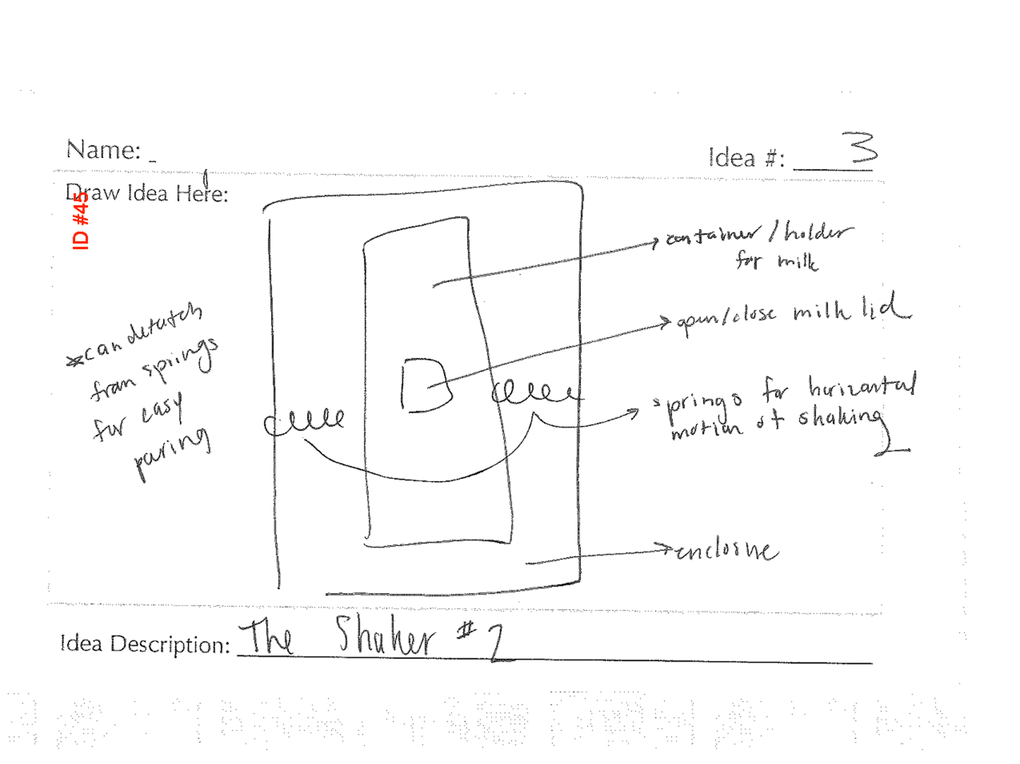 Name: _
Idea #: 3
Draw Idea Here:
ID #45
container/holder
for milk
open/close milk lid
*can detatch
from springs
for easy
puring
springs for horizontal
motion of shaking
enclosure
Idea Description: The Shaker #2